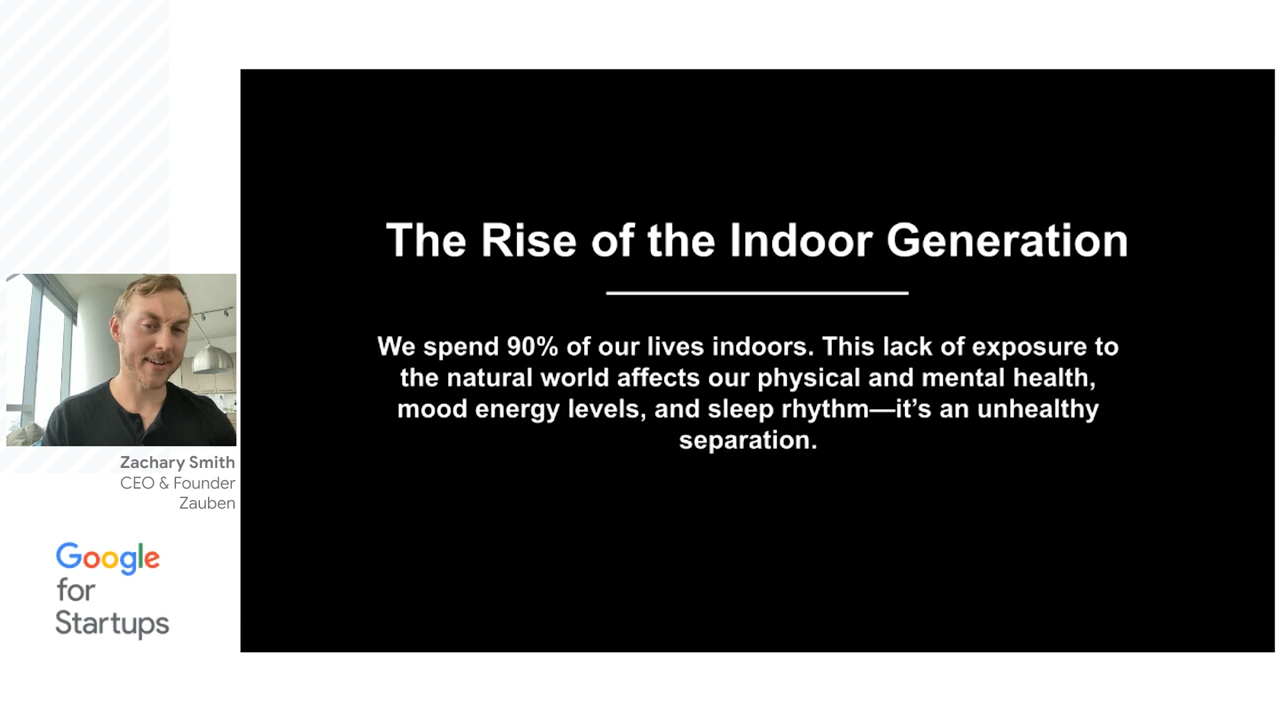 The Rise of the Indoor Generation
We spend 90% of our lives indoors. This lack of exposure to
the natural world affects our physical and mental health,
mood energy levels, and sleep rhythm—it's an unhealthy
separation.
Zachary Smith
CEO & Founder
Zauben
Google
for
Startups